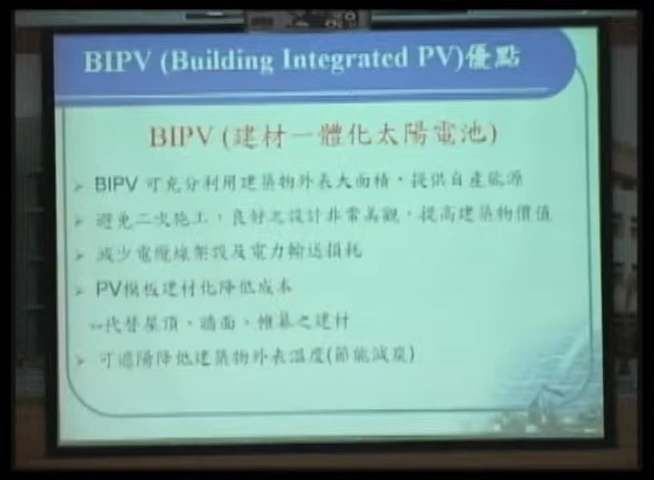 BIPV (Building Integrated PV)優點
BIPV (建材一體化太陽電池)
BIPV 可充分利用建築物外表大面積，提供自產能源
避免二次施工，良好之設計非常美觀，提高建築物價值
減少電纜線架設及電力輸送損耗
PV模板建材化降低成本
--代替屋頂、牆面、帷幕之建材
可遮陽降低建築物外表溫度(節能減炭)